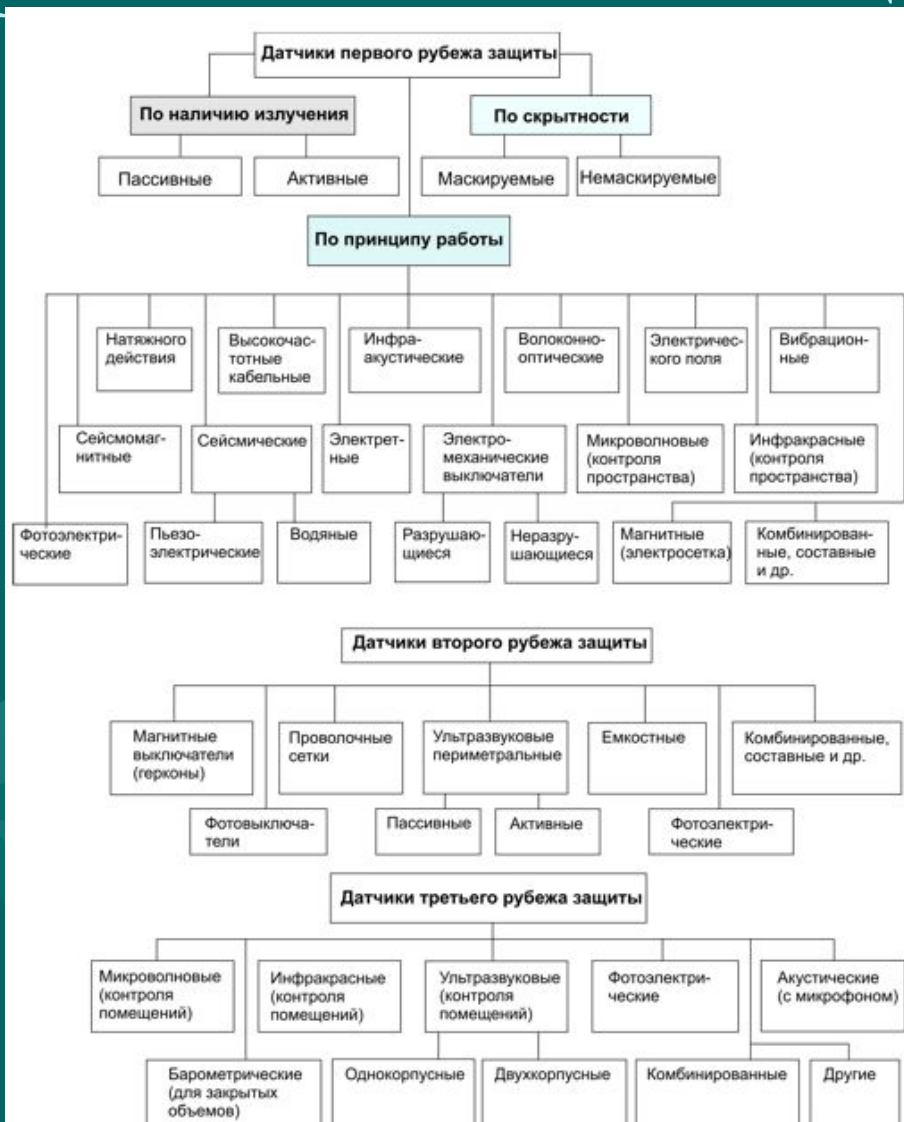 Датчики первого рубежа защиты
По наличию излучения
По скрытности
Пассивные
Активные
Маскируемые
Немаскируемые
По принципу работы
Натяжного
действия
Высокочас-
тотные
кабельные
Инфра-
акустические
Волоконно-
оптические
Электричес-
кого поля
Вибрацион-
ные
Сейсмомаг-
нитные
Сейсмические
Электрет-
ные
Электро-
механические
выключатели
Микроволновые
(контроля
пространства)
Инфракрасные
(контроля
пространства)
Фотоэлектри-
ческие
Пьезо-
электрические
Водяные
Разрушаю-
щиеся
Неразру-
шающиеся
Магнитные
(электросетка)
Комбинирован-
ные, составные
и др.
Датчики второго рубежа защиты
Магнитные
выключатели
(герконы)
Проволочные
сетки
Ультразвуковые
периметральные
Емкостные
Комбинированные,
составные и др.
Фотовыключа-
тели
Пассивные
Активные
Фотоэлектри-
ческие
Датчики третьего рубежа защиты
Микроволновые
(контроля
помещений)
Инфракрасные
(контроля
помещений)
Ультразвуковые
(контроля
помещений)
Фотоэлектри-
ческие
Акустические
(с микрофоном)
Барометрические
(для закрытых
объемов)
Однокорпусные
Двухкорпусные
Комбинированные
Другие